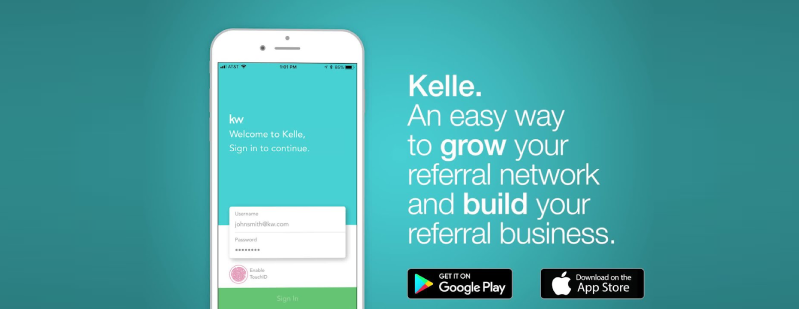 AT&T 9:01 PM 85%
kw
Welcome to Kelle,
Sign in to continue.
Username
johnsmith@kw.com
Password
Enable
TouchID
Sign In
Kelle.
An easy way
to grow your
referral network
and build your
referral business.
GET IT ON
Google Play
Download on the
App Store